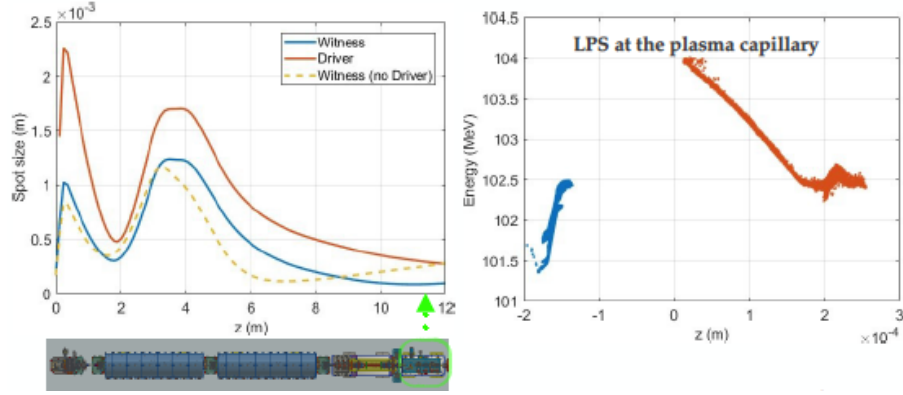 ×10⁻³
2.5
2
1.5
1
0.5
0
Spot size (m)
Witness
Driver
Witness (no Driver)
0 2 4 6 8 10 12
z (m)
104.5
104
103.5
103
102.5
102
101.5
101
Energy (MeV)
LPS at the plasma capillary
-2 -1 0 1 2 3
z (m)
×10⁻⁴